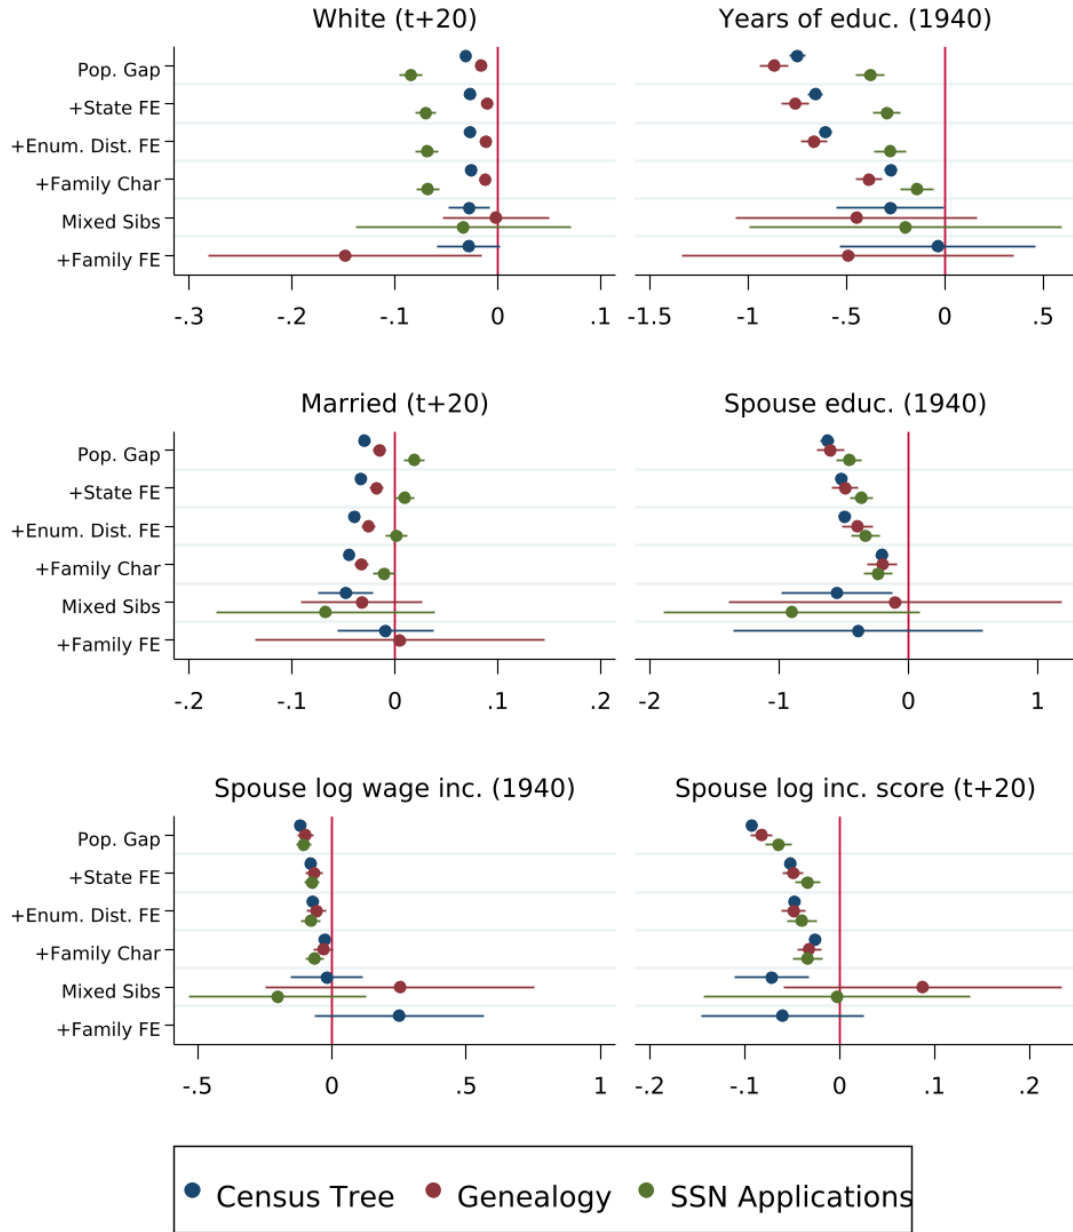 White (t+20) Years of educ. (1940)
Pop. Gap
+State FE
+Enum. Dist. FE
+Family Char
Mixed Sibs
+Family FE
-.3 -.2 -.1 0 .1 -1.5 -1 -.5 0 .5
Married (t+20) Spouse educ. (1940)
Pop. Gap
+State FE
+Enum. Dist. FE
+Family Char
Mixed Sibs
+Family FE
-.2 -.1 0 .1 .2 -2 -1 0 1
Spouse log wage inc. (1940) Spouse log inc. score (t+20)
Pop. Gap
+State FE
+Enum. Dist. FE
+Family Char
Mixed Sibs
+Family FE
-.5 0 .5 1 -.2 -.1 0 .1 .2
Census Tree Genealogy SSN Applications